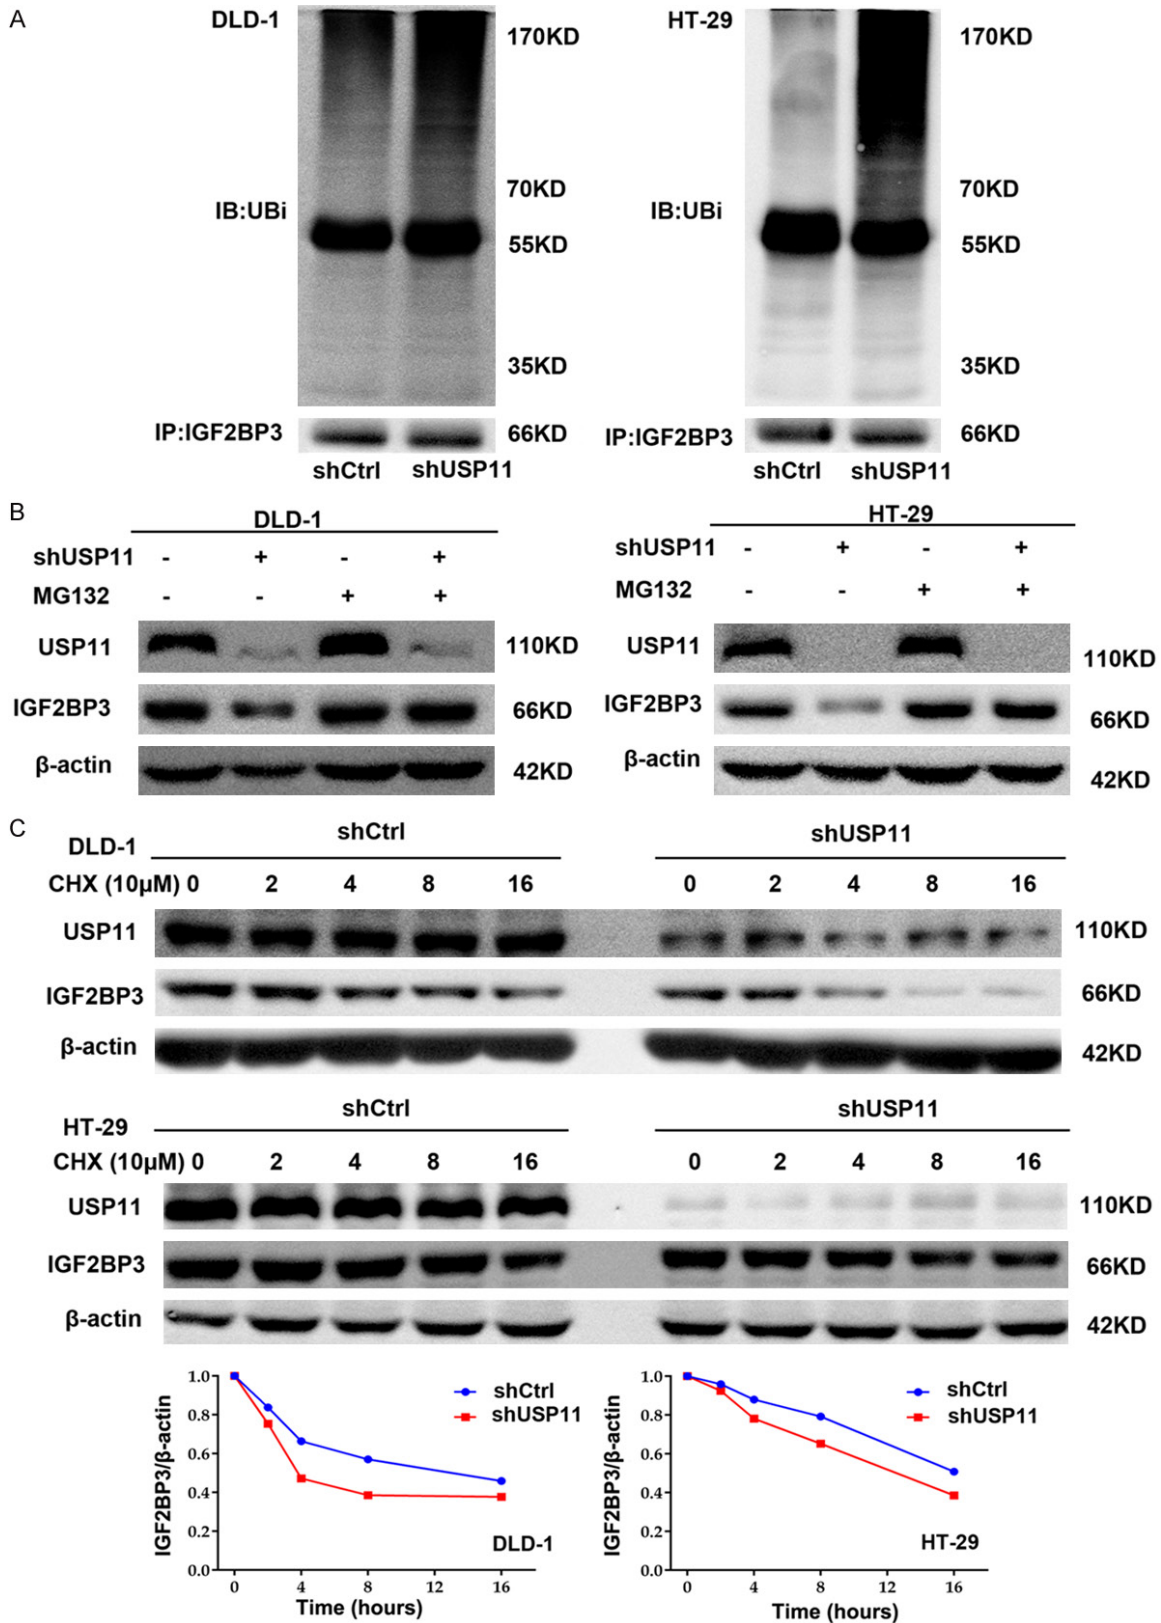 A
DLD-1
170KD
HT-29
170KD
70KD
70KD
IB:UBi
IB:UBi
55KD
55KD
35KD
35KD
IP:IGF2BP3
66KD
IP:IGF2BP3
66KD
shCtrl shUSP11
shCtrl shUSP11
B
DLD-1
HT-29
shUSP11 - + - +
shUSP11 - + - +
MG132 - - + +
MG132 - - + +
USP11 110KD
USP11 110KD
IGF2BP3 66KD
IGF2BP3 66KD
β-actin 42KD
β-actin 42KD
C
shCtrl shUSP11
DLD-1
CHX (10μM) 0 2 4 8 16 0 2 4 8 16
USP11 110KD
IGF2BP3 66KD
β-actin 42KD
shCtrl shUSP11
HT-29
CHX (10μM) 0 2 4 8 16 0 2 4 8 16
USP11 110KD
IGF2BP3 66KD
β-actin 42KD
IGF2BP3/β-actin
1.0
0.8
0.6
0.4
0.2
0.0
shCtrl
shUSP11
DLD-1
0 4 8 12 16
Time (hours)
IGF2BP3/β-actin
1.0
0.8
0.6
0.4
0.2
0.0
shCtrl
shUSP11
HT-29
0 4 8 12 16
Time (hours)